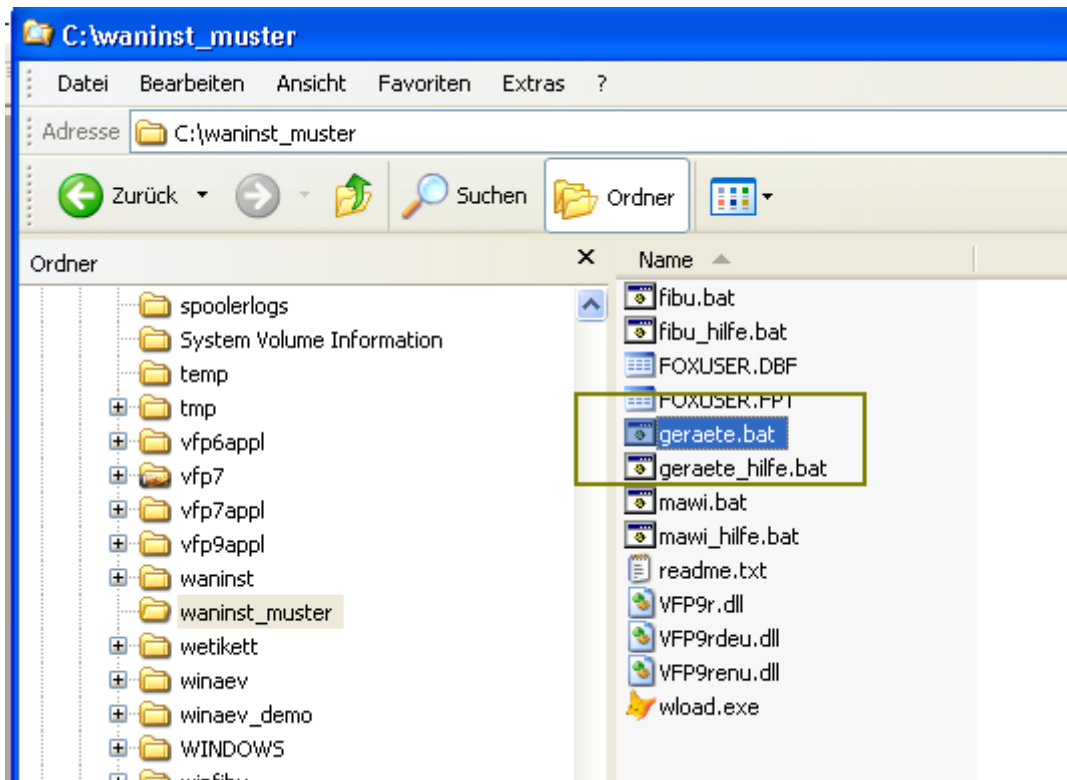 C:\waninst_muster
Datei Bearbeiten Ansicht Favoriten Extras ?
Adresse C:\waninst_muster
Zurück Suchen Ordner
Ordner
spoolerlogs
System Volume Information
temp
tmp
vfp6appl
vfp7
vfp7appl
vfp9appl
waninst
waninst_muster
wetikett
winaev
winaev_demo
WINDOWS
Name
fibu.bat
fibu_hilfe.bat
FOXUSER.DBF
FOXUSER.FPT
geraete.bat
geraete_hilfe.bat
mawi.bat
mawi_hilfe.bat
readme.txt
VFP9r.dll
VFP9rdeu.dll
VFP9renu.dll
wload.exe